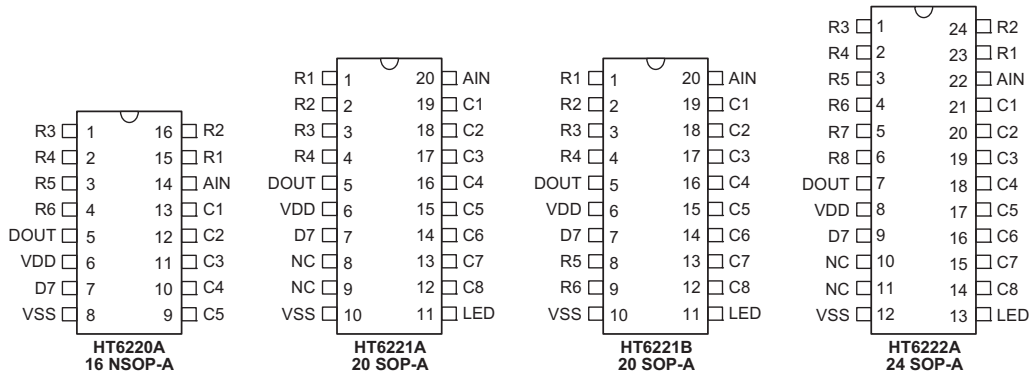 R3 1 16 R2
R4 2 15 R1
R5 3 14 AIN
R6 4 13 C1
DOUT 5 12 C2
VDD 6 11 C3
D7 7 10 C4
VSS 8 9 C5
HT6220A
16 NSOP-A
R1 1 20 AIN
R2 2 19 C1
R3 3 18 C2
R4 4 17 C3
DOUT 5 16 C4
VDD 6 15 C5
D7 7 14 C6
NC 8 13 C7
NC 9 12 C8
VSS 10 11 LED
HT6221A
20 SOP-A
R1 1 20 AIN
R2 2 19 C1
R3 3 18 C2
R4 4 17 C3
DOUT 5 16 C4
VDD 6 15 C5
D7 7 14 C6
R5 8 13 C7
R6 9 12 C8
VSS 10 11 LED
HT6221B
20 SOP-A
R3 1 24 R2
R4 2 23 R1
R5 3 22 AIN
R6 4 21 C1
R7 5 20 C2
R8 6 19 C3
DOUT 7 18 C4
VDD 8 17 C5
D7 9 16 C6
NC 10 15 C7
NC 11 14 C8
VSS 12 13 LED
HT6222A
24 SOP-A